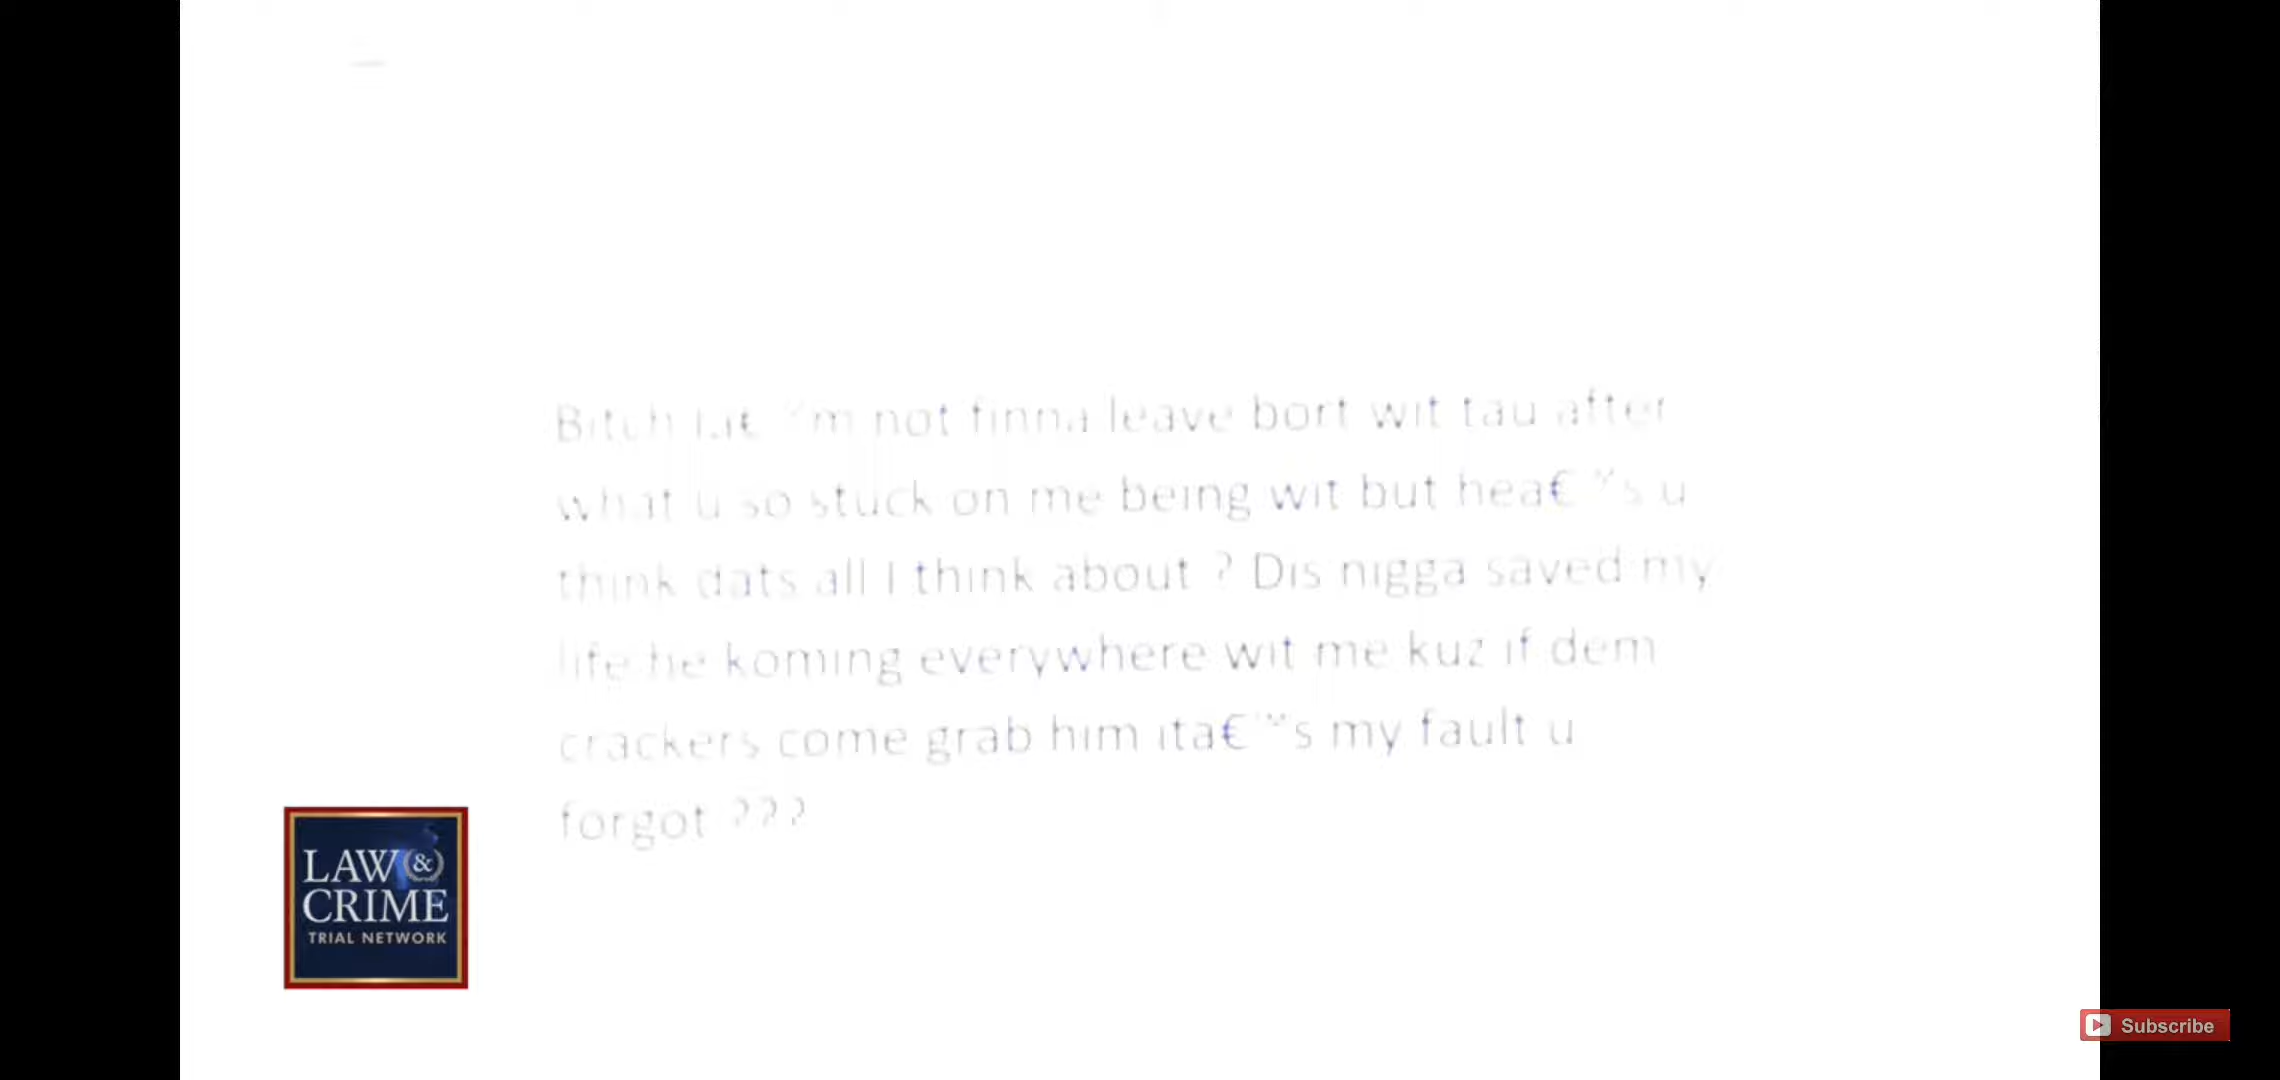 Bitch Iâ€™m not finna leave bort wit tau after
what u so stuck on me being wit but heâ€™s u
think dats all I think about ? Dis nigga saved my
life he koming everywhere wit me kuz if dem
crackers come grab him itâ€™s my fault u
forgot ???
LAW &
CRIME
TRIAL NETWORK
Subscribe